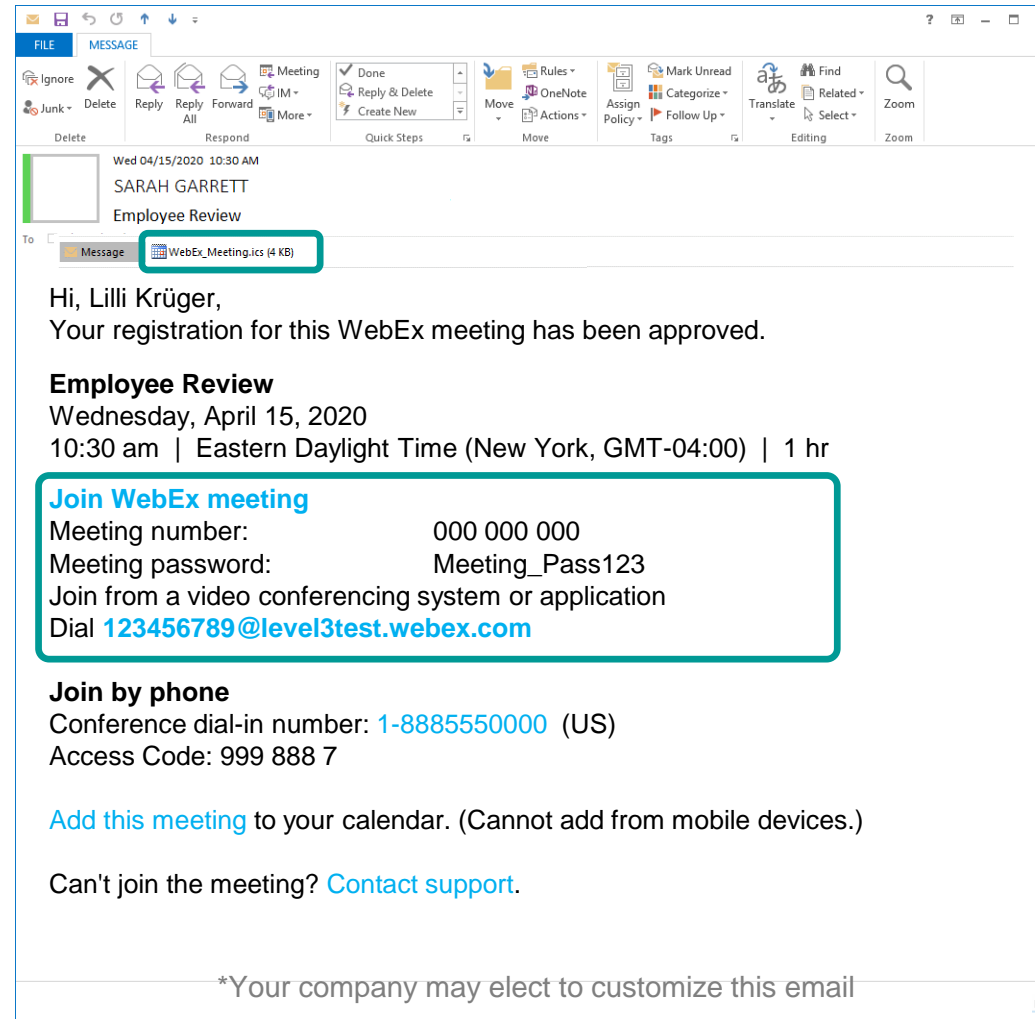 ?
FILE MESSAGE
Ignore
Junk
Delete
Reply
Reply All
Forward
Meeting
IM
More
Done
Reply & Delete
Create New
Move
Rules
OneNote
Actions
Assign Policy
Mark Unread
Categorize
Follow Up
Translate
Find
Related
Select
Zoom
Delete Respond Quick Steps Move Tags Editing Zoom
Wed 04/15/2020 10:30 AM
SARAH GARRETT
Employee Review
To
Message WebEx_Meeting.ics (4 KB)
Hi, Lilli Krüger,
Your registration for this WebEx meeting has been approved.
Employee Review
Wednesday, April 15, 2020
10:30 am | Eastern Daylight Time (New York, GMT-04:00) | 1 hr
Join WebEx meeting
Meeting number: 000 000 000
Meeting password: Meeting_Pass123
Join from a video conferencing system or application
Dial 123456789@level3test.webex.com
Join by phone
Conference dial-in number: 1-8885550000 (US)
Access Code: 999 888 7
Add this meeting to your calendar. (Cannot add from mobile devices.)
Can't join the meeting? Contact support.
*Your company may elect to customize this email